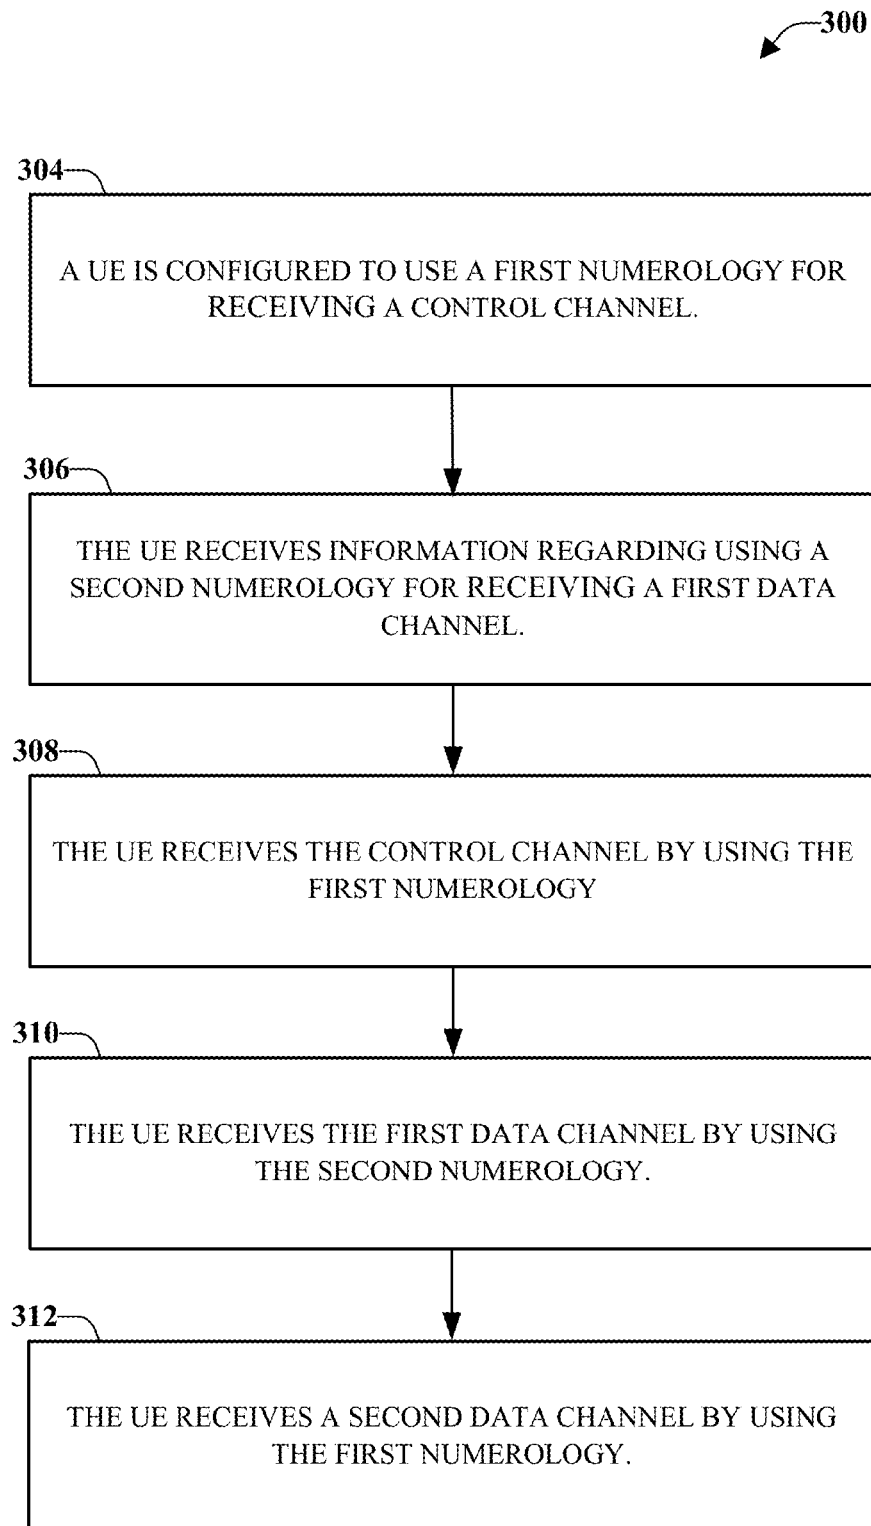 300
304
A UE IS CONFIGURED TO USE A FIRST NUMEROLOGY FOR
RECEIVING A CONTROL CHANNEL.
306
THE UE RECEIVES INFORMATION REGARDING USING A
SECOND NUMEROLOGY FOR RECEIVING A FIRST DATA
CHANNEL.
308
THE UE RECEIVES THE CONTROL CHANNEL BY USING THE
FIRST NUMEROLOGY
310
THE UE RECEIVES THE FIRST DATA CHANNEL BY USING
THE SECOND NUMEROLOGY.
312
THE UE RECEIVES A SECOND DATA CHANNEL BY USING
THE FIRST NUMEROLOGY.